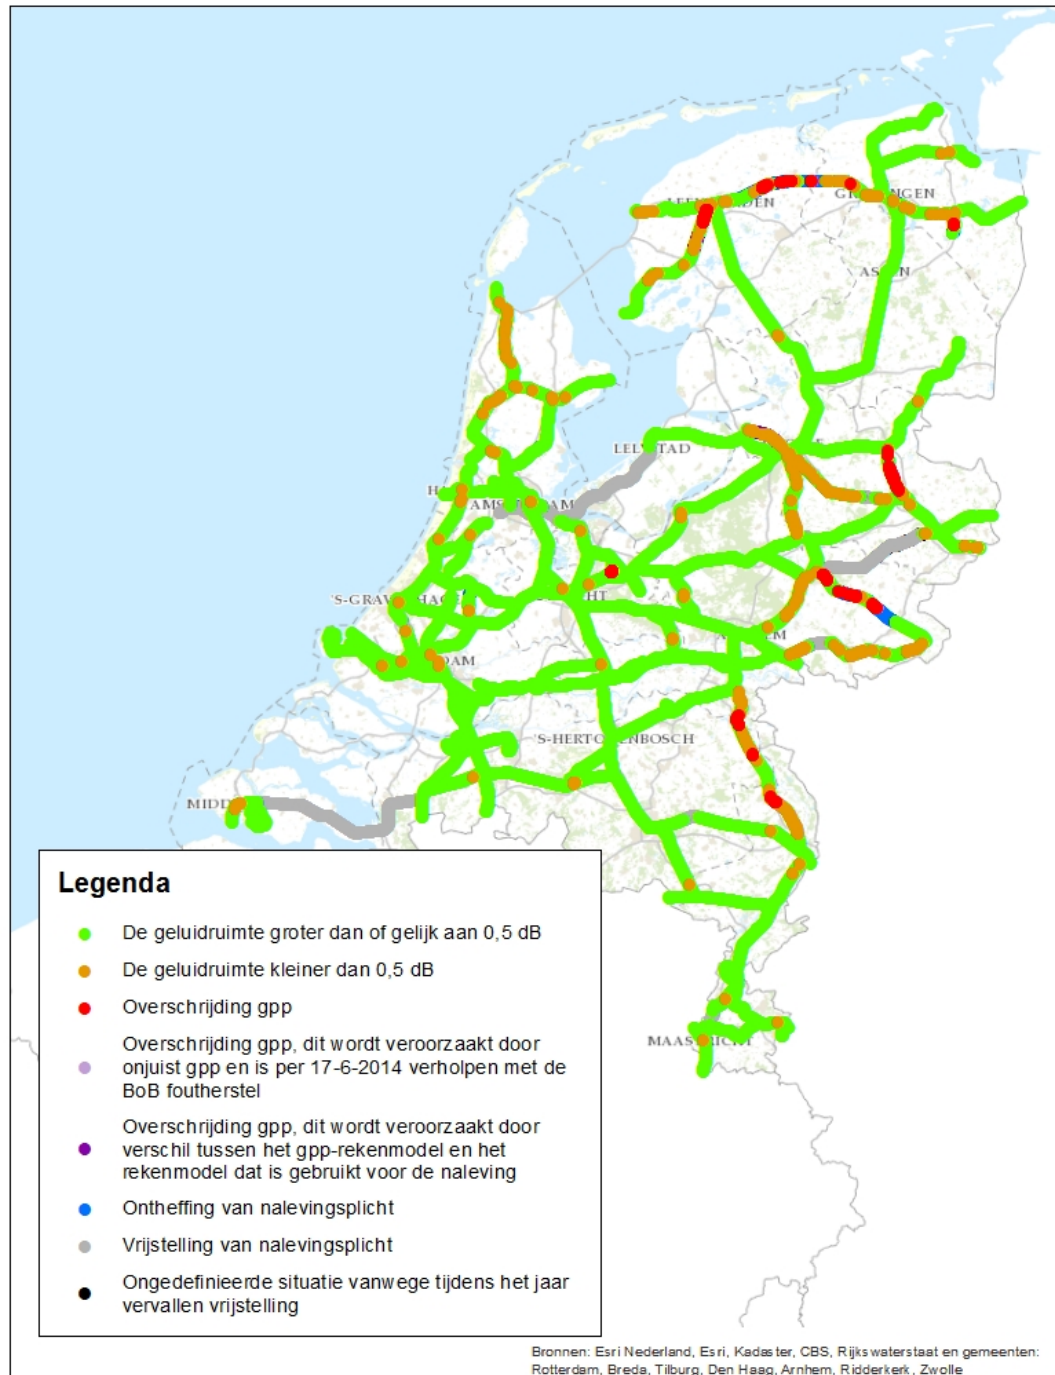 LELYSTAD
MAASTRICHT
'S-HERTOGENBOSCH
Legenda
De geluidruimte groter dan of gelijk aan 0,5 dB
De geluidruimte kleiner dan 0,5 dB
Overschrijding gpp
Overschrijding gpp, dit wordt veroorzaakt door
onjuist gpp en is per 17-6-2014 verholpen met de
BoB foutherstel
Overschrijding gpp, dit wordt veroorzaakt door
verschil tussen het gpp-rekenmodel en het
rekenmodel dat is gebruikt voor de naleving
Ontheffing van nalevingsplicht
Vrijstelling van nalevingsplicht
Ongedefinieerde situatie vanwege tijdens het jaar
vervallen vrijstelling
Bronnen: Esri Nederland, Esri, Kadaster, CBS, Rijkswaterstaat en gemeenten:
Rotterdam, Breda, Tilburg, Den Haag, Arnhem, Ridderkerk, Zwolle